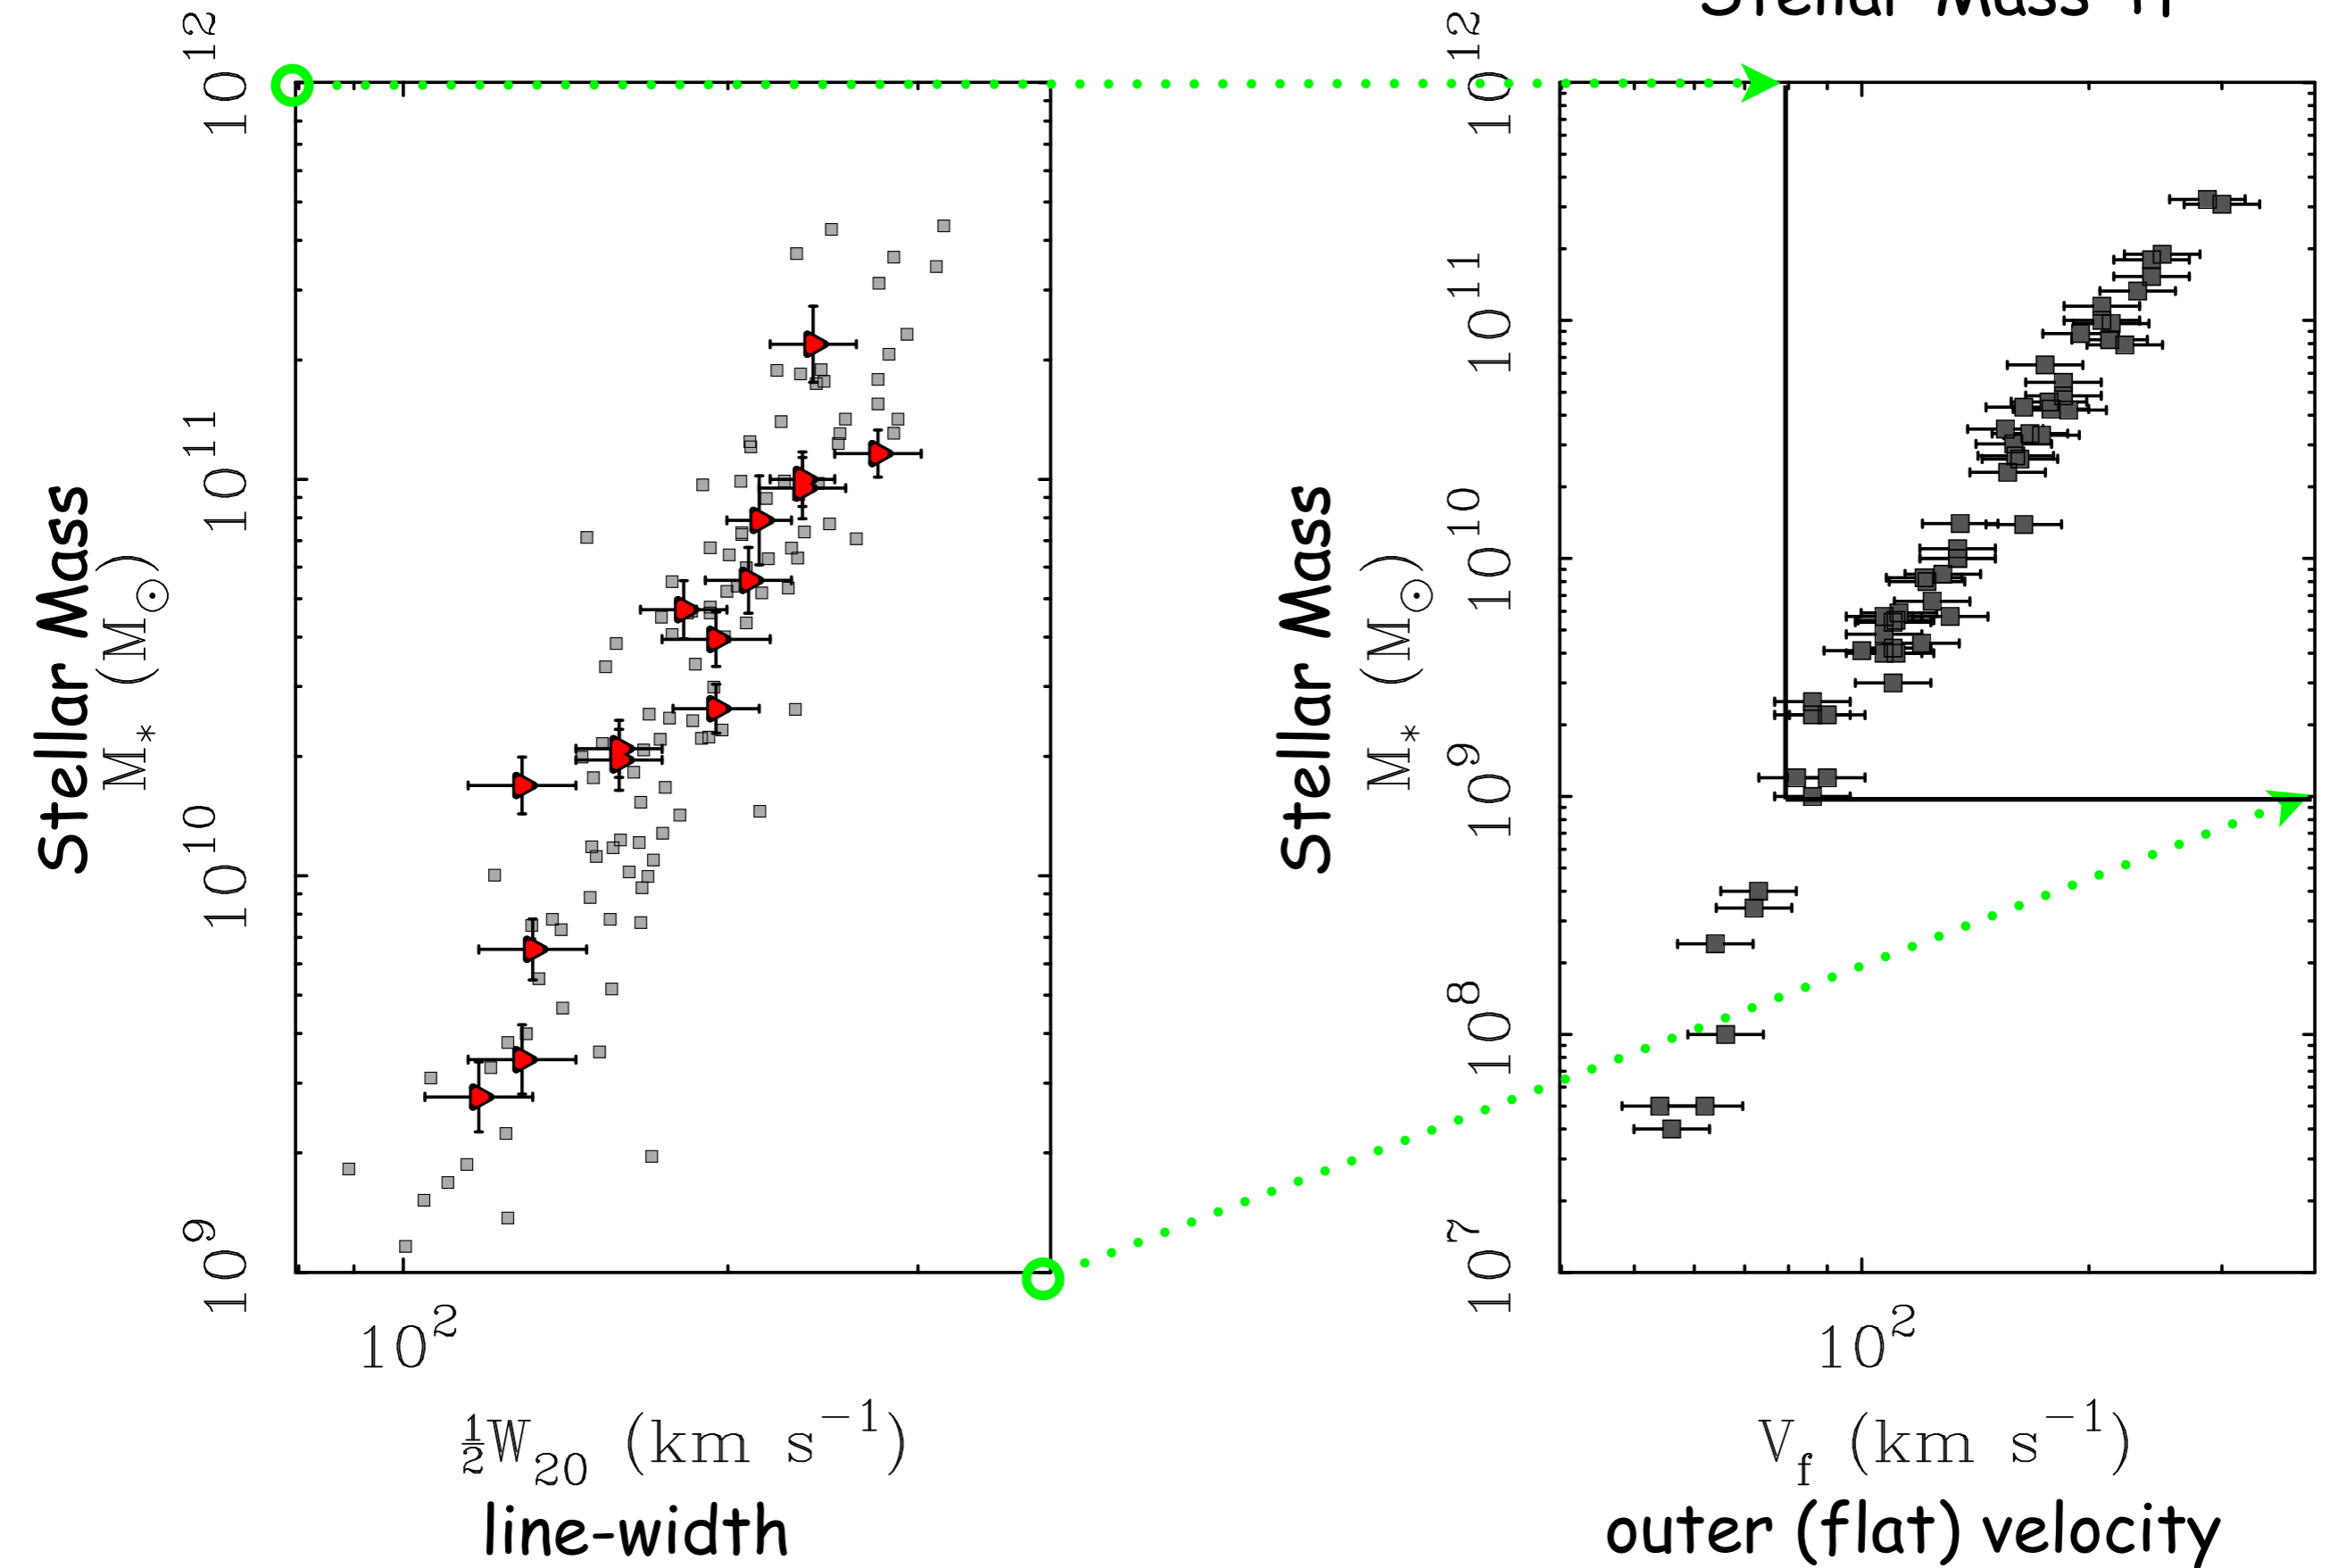 Stellar Mass
M* (M⊙)
10^12
10^11
10^10
10^9
10^2
½W20 (km s^-1)
line-width
Stellar Mass
Stellar Mass
M* (M⊙)
10^12
10^11
10^10
10^9
10^8
10^7
10^2
Vf (km s^-1)
outer (flat) velocity